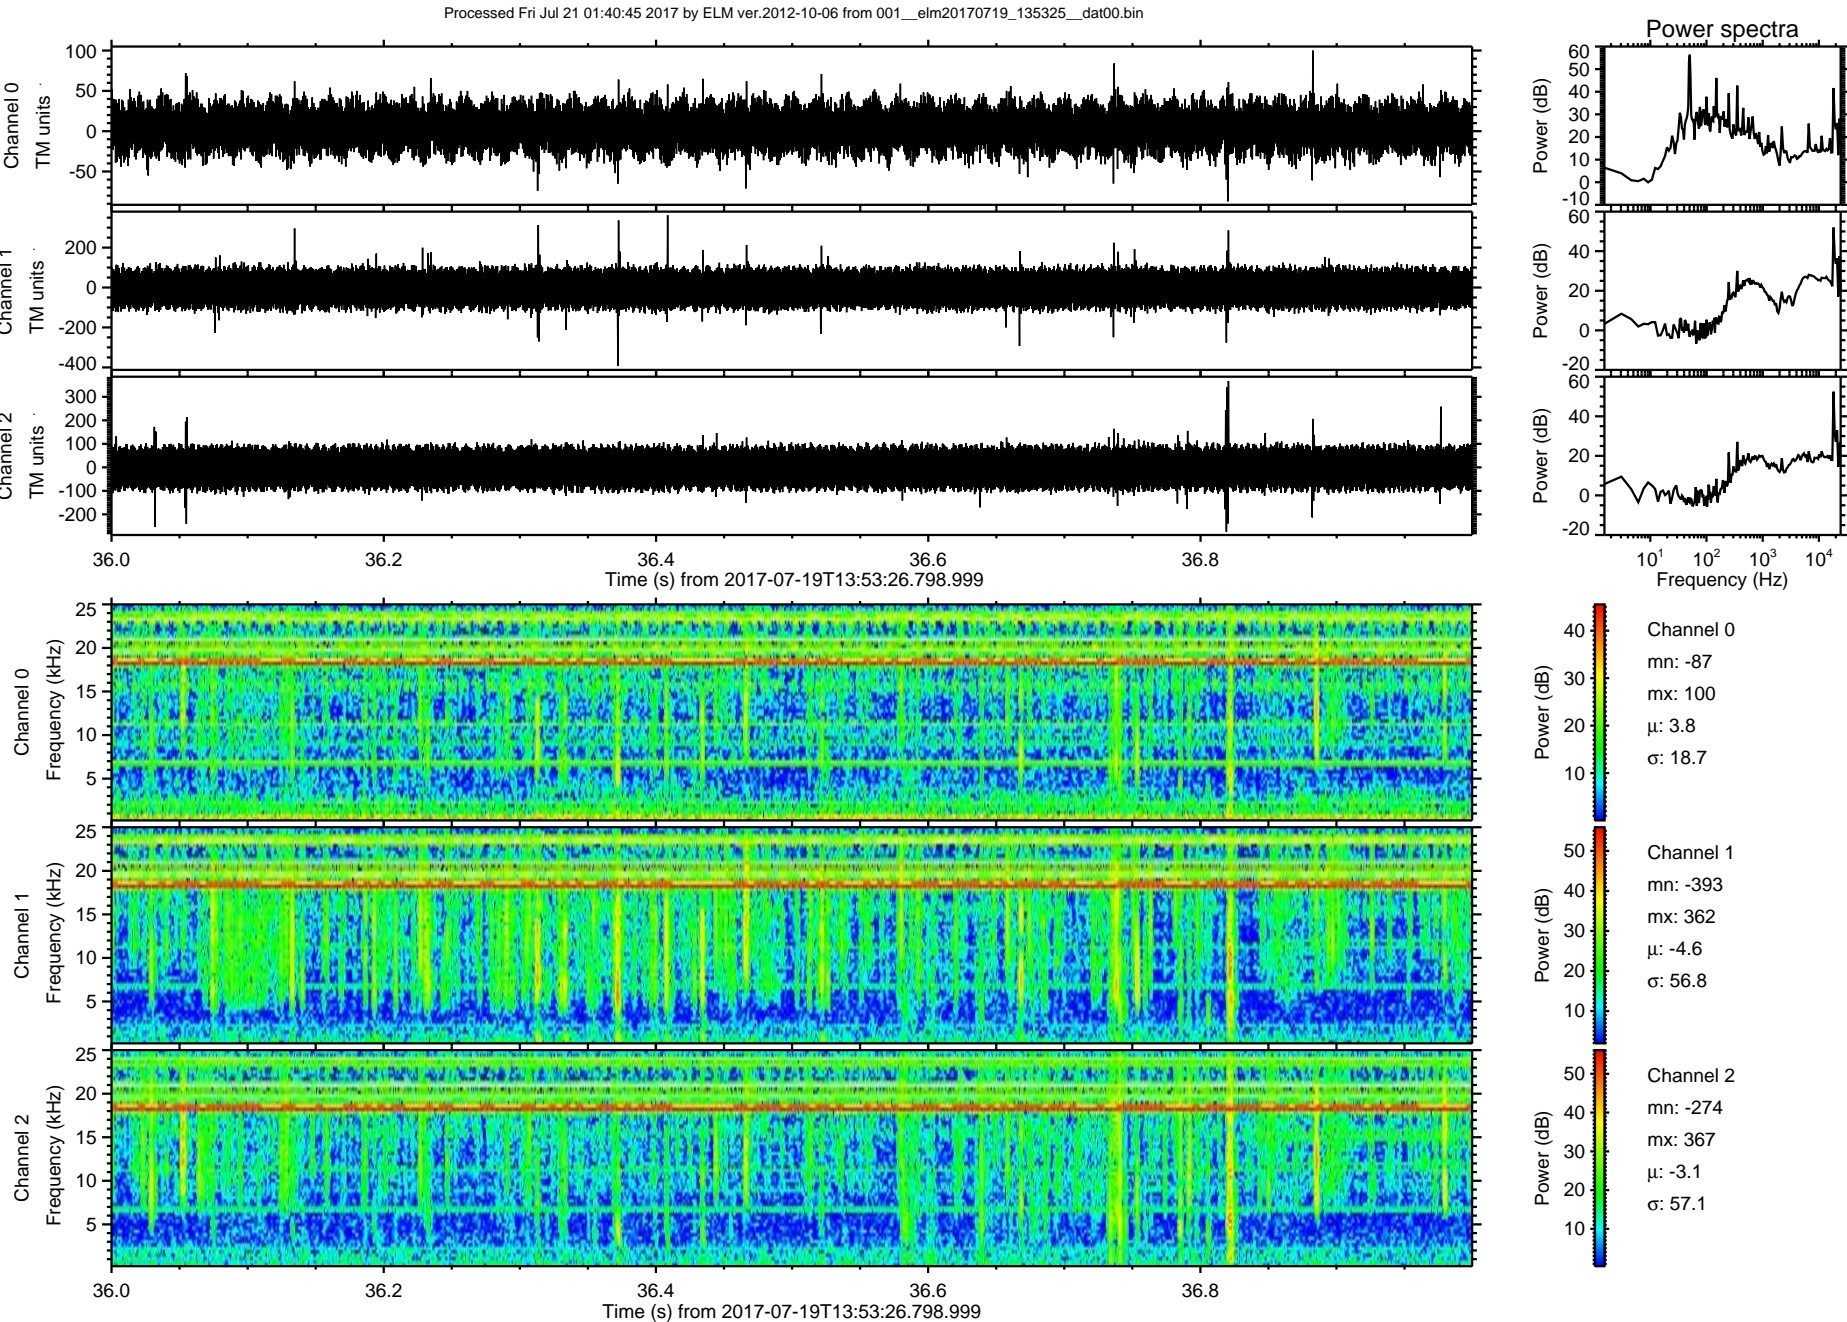 Processed Fri Jul 21 01:40:45 2017 by ELM ver.2012-10-06 from 001__elm20170719_135325__dat00.bin
Power spectra
Channel 0
TM units
100
50
0
-50
Power (dB)
60
50
40
30
20
10
0
-10
Channel 1
TM units
200
0
-200
-400
Power (dB)
60
40
20
0
-20
Channel 2
TM units
300
200
100
0
-100
-200
Power (dB)
60
40
20
0
-20
36.0 36.2 36.4 36.6 36.8
Time (s) from 2017-07-19T13:53:26.798.999
10¹ 10² 10³ 10⁴
Frequency (Hz)
Channel 0
Frequency (kHz)
25
20
15
10
5
Power (dB)
40
30
20
10
Channel 0
mn: -87
mx: 100
µ: 3.8
σ: 18.7
Channel 1
Frequency (kHz)
25
20
15
10
5
Power (dB)
50
40
30
20
10
Channel 1
mn: -393
mx: 362
µ: -4.6
σ: 56.8
Channel 2
Frequency (kHz)
25
20
15
10
5
Power (dB)
50
40
30
20
10
Channel 2
mn: -274
mx: 367
µ: -3.1
σ: 57.1
36.0 36.2 36.4 36.6 36.8
Time (s) from 2017-07-19T13:53:26.798.999